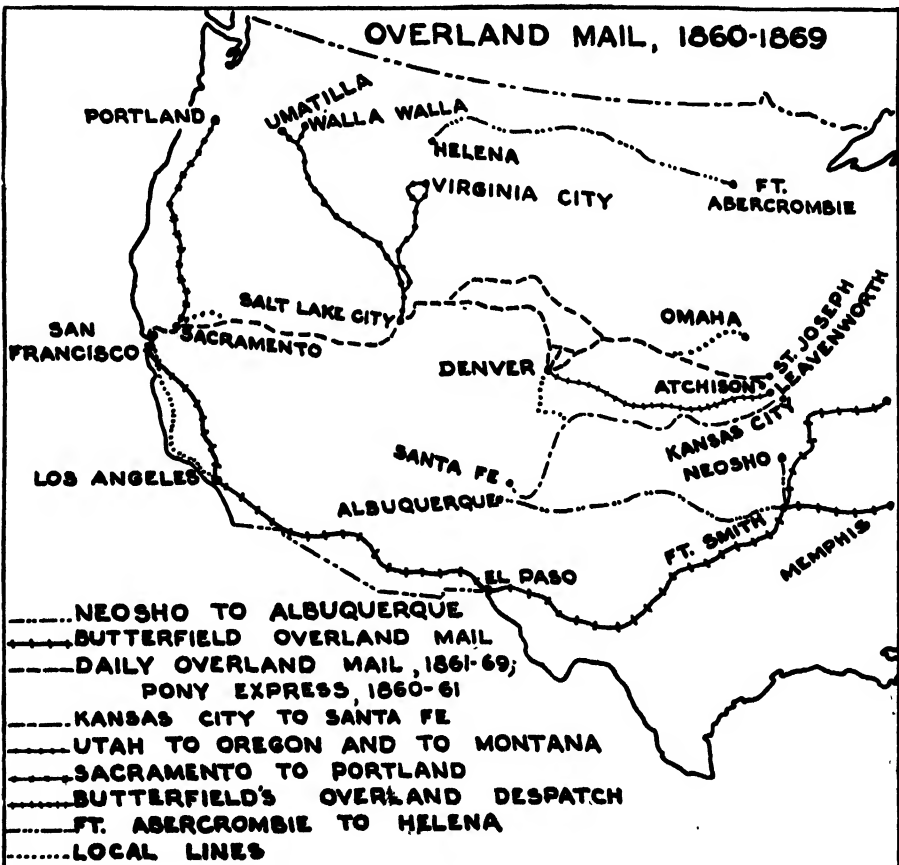 OVERLAND MAIL, 1860-1869
PORTLAND
UMATILLA
WALLA WALLA
HELENA
VIRGINIA CITY
FT.
ABERCROMBIE
SALT LAKE CITY
SAN
FRANCISCO
SACRAMENTO
OMAHA
ST. JOSEPH
LEAVENWORTH
DENVER
ATCHISON
KANSAS CITY
NEOSHO
SANTA FE
LOS ANGELES
ALBUQUERQUE
FT. SMITH
MEMPHIS
EL PASO
NEOSHO TO ALBUQUERQUE
BUTTERFIELD OVERLAND MAIL
DAILY OVERLAND MAIL, 1861-69;
PONY EXPRESS, 1860-61
KANSAS CITY TO SANTA FE
UTAH TO OREGON AND TO MONTANA
SACRAMENTO TO PORTLAND
BUTTERFIELD'S OVERLAND DESPATCH
FT. ABERCROMBIE TO HELENA
LOCAL LINES